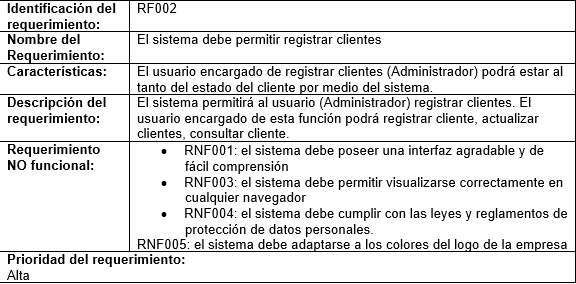 Identificación del RF002
requerimiento:
Nombre del El sistema debe permitir registrar clientes
Requerimiento:
Características: El usuario encargado de registrar clientes (Administrador) podrá estar al
tanto del estado del cliente por medio del sistema.
Descripción del El sistema permitirá al usuario (Administrador) registrar clientes. El
requerimiento: usuario encargado de esta función podrá registrar cliente, actualizar
clientes, consultar cliente.
Requerimiento • RNF001: el sistema debe poseer una interfaz agradable y de
NO funcional: fácil comprensión
• RNF003: el sistema debe permitir visualizarse correctamente en
cualquier navegador
• RNF004: el sistema debe cumplir con las leyes y reglamentos de
protección de datos personales.
RNF005: el sistema debe adaptarse a los colores del logo de la empresa
Prioridad del requerimiento:
Alta